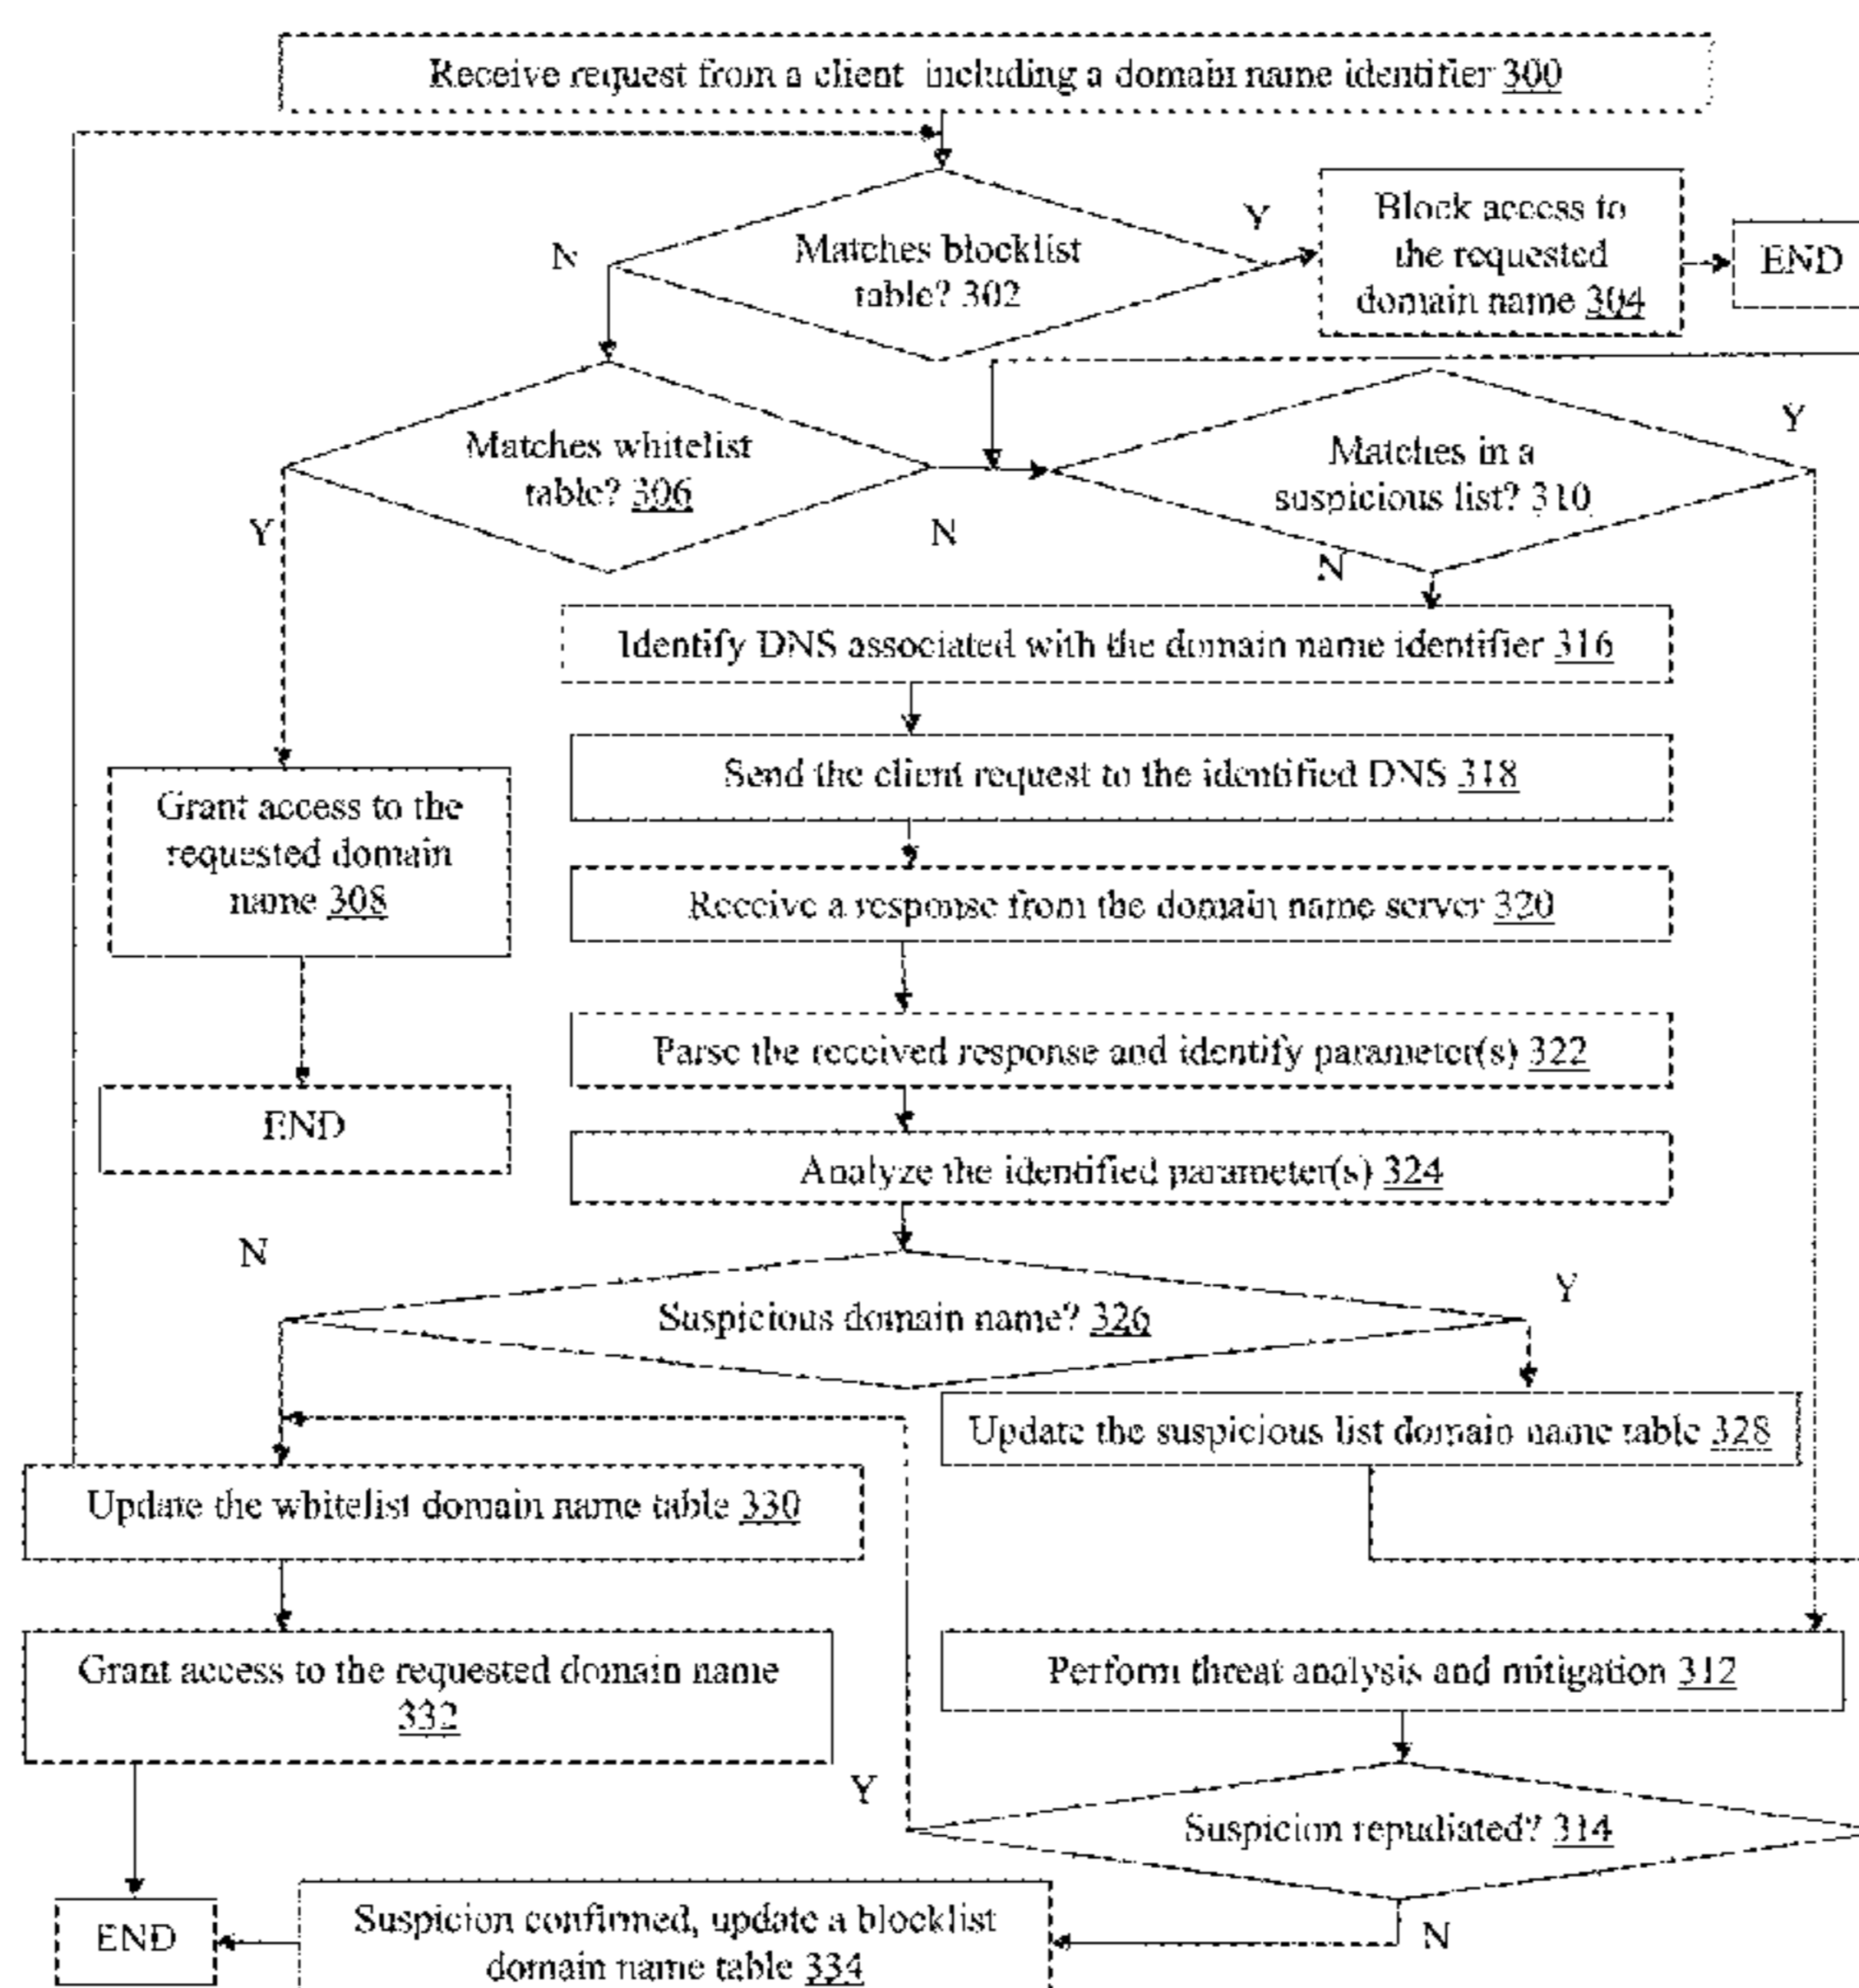 Receive request from a client including a domain name identifier 300
Matches blocklist
table? 302
N
Y
Block access to
the requested
domain name 304
END
Matches whitelist
table? 306
Y
N
Matches in a
suspicious list? 310
Y
N
Identify DNS associated with the domain name identifier 316
Send the client request to the identified DNS 318
Grant access to the
requested domain
name 308
Receive a response from the domain name server 320
Parse the received response and identify parameter(s) 322
END
Analyze the identified parameter(s) 324
N
Suspicious domain name? 326
Y
Update the suspicious list domain name table 328
Update the whitelist domain name table 330
Grant access to the requested domain name
332
Perform threat analysis and mitigation 312
Y
Suspicion repudiated? 314
N
Suspicion confirmed, update a blocklist
domain name table 334
END